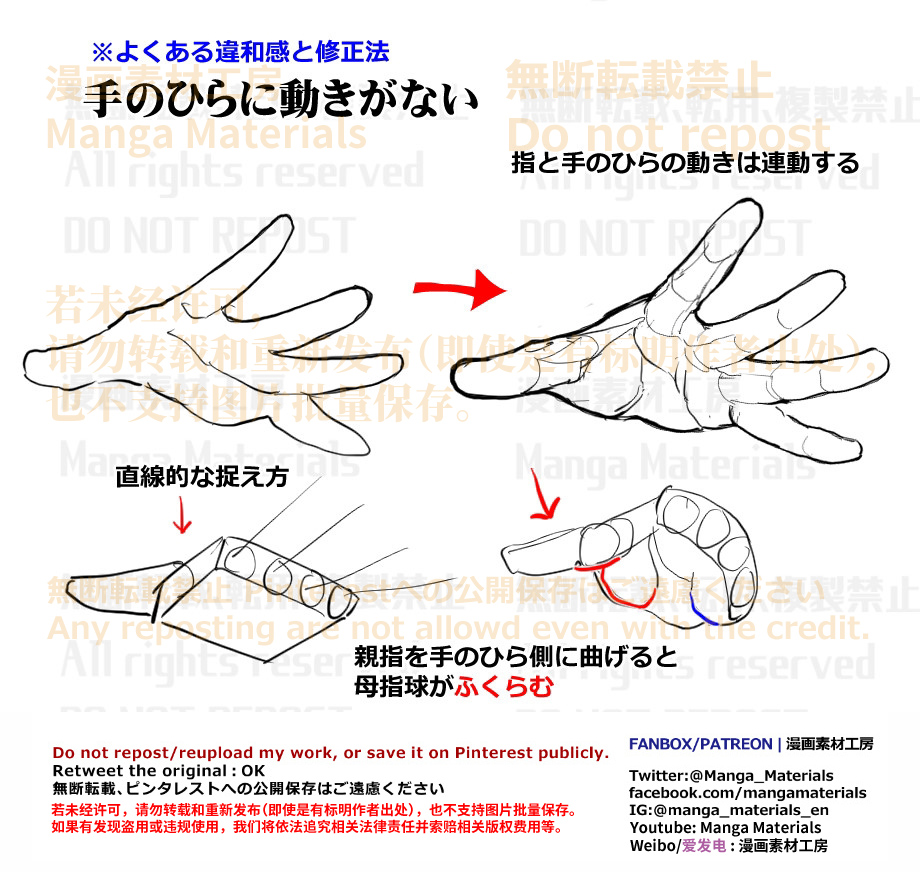 ※よくある違和感と修正法
漫画素材工房
無断転載禁止
手のひらに動きがない
無断転載、転用、複製禁止
Manga Materials
Do not repost
All rights reserved
指と手のひらの動きは連動する
DO NOT REPOST
DO NOT REPOST
若未经许可，
请勿转载和重新发布（即使是有标明作者出处），
也不支持图片批量保存。
漫画素材工房
Manga Materials
Manga Materials
直線的な捉え方
無断転載禁止 Pinterestへの公開保存はご遠慮ください
Any reposting are not allowd even with the credit.
All rights reserved
All rights reserved
親指を手のひら側に曲げると
母指球がふくらむ
Do not repost/reupload my work, or save it on Pinterest publicly.
Retweet the original : OK
無断転載、ピンタレストへの公開保存はご遠慮ください
若未经许可，请勿转载和重新发布（即使是有标明作者出处），也不支持图片批量保存。
如果有发现盗用或违规使用，我们将依法追究相关法律责任并索赔相关版权费用等。
FANBOX/PATREON | 漫画素材工房
Twitter:@Manga_Materials
facebook.com/mangamaterials
IG:@manga_materials_en
Youtube: Manga Materials
Weibo/爱发电 : 漫画素材工房